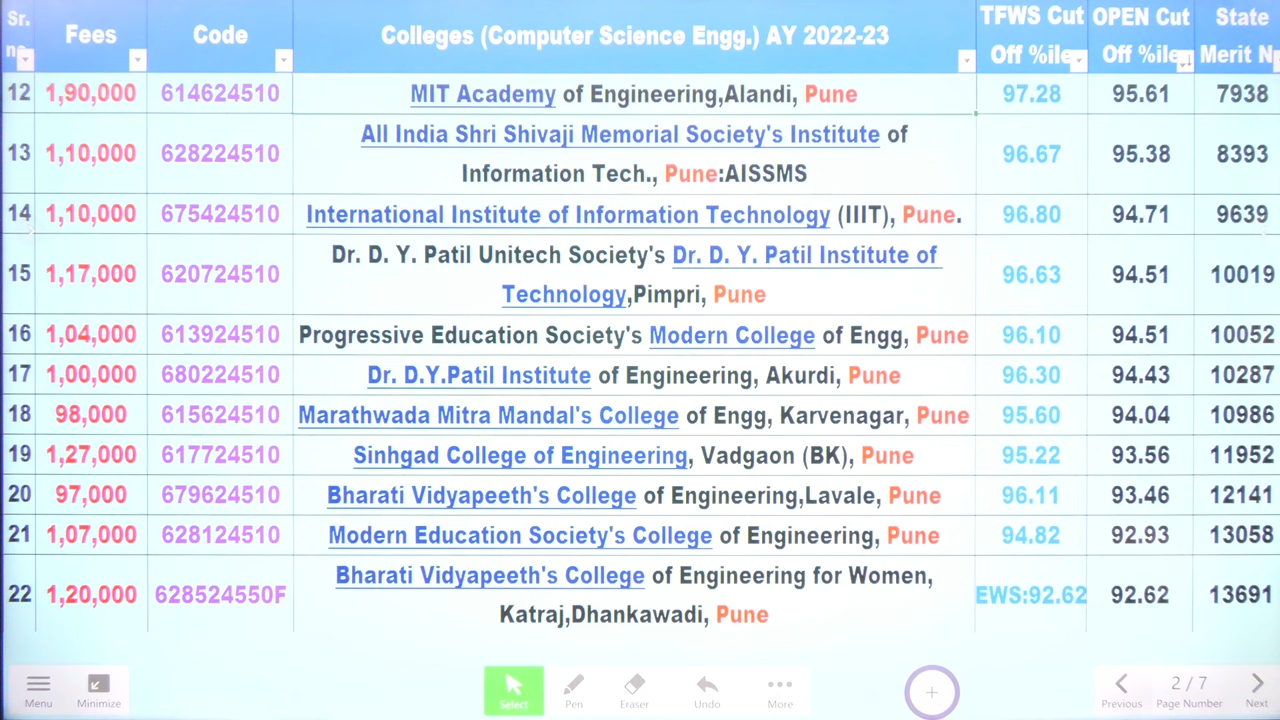 Sr. no Fees Code Colleges (Computer Science Engg.) AY 2022-23 TFWS Cut Off %ile OPEN Cut Off %ile State Merit N
12 1,90,000 614624510 MIT Academy of Engineering,Alandi, Pune 97.28 95.61 7938
13 1,10,000 628224510 All India Shri Shivaji Memorial Society's Institute of
Information Tech., Pune:AISSMS 96.67 95.38 8393
14 1,10,000 675424510 International Institute of Information Technology (IIIT), Pune. 96.80 94.71 9639
15 1,17,000 620724510 Dr. D. Y. Patil Unitech Society's Dr. D. Y. Patil Institute of
Technology,Pimpri, Pune 96.63 94.51 10019
16 1,04,000 613924510 Progressive Education Society's Modern College of Engg, Pune 96.10 94.51 10052
17 1,00,000 680224510 Dr. D.Y.Patil Institute of Engineering, Akurdi, Pune 96.30 94.43 10287
18 98,000 615624510 Marathwada Mitra Mandal's College of Engg, Karvenagar, Pune 95.60 94.04 10986
19 1,27,000 617724510 Sinhgad College of Engineering, Vadgaon (BK), Pune 95.22 93.56 11952
20 97,000 679624510 Bharati Vidyapeeth's College of Engineering,Lavale, Pune 96.11 93.46 12141
21 1,07,000 628124510 Modern Education Society's College of Engineering, Pune 94.82 92.93 13058
22 1,20,000 628524550F Bharati Vidyapeeth's College of Engineering for Women,
Katraj,Dhankawadi, Pune EWS:92.62 92.62 13691
Menu Minimize Select Pen Eraser Undo More Previous 2 / 7 Page Number Next